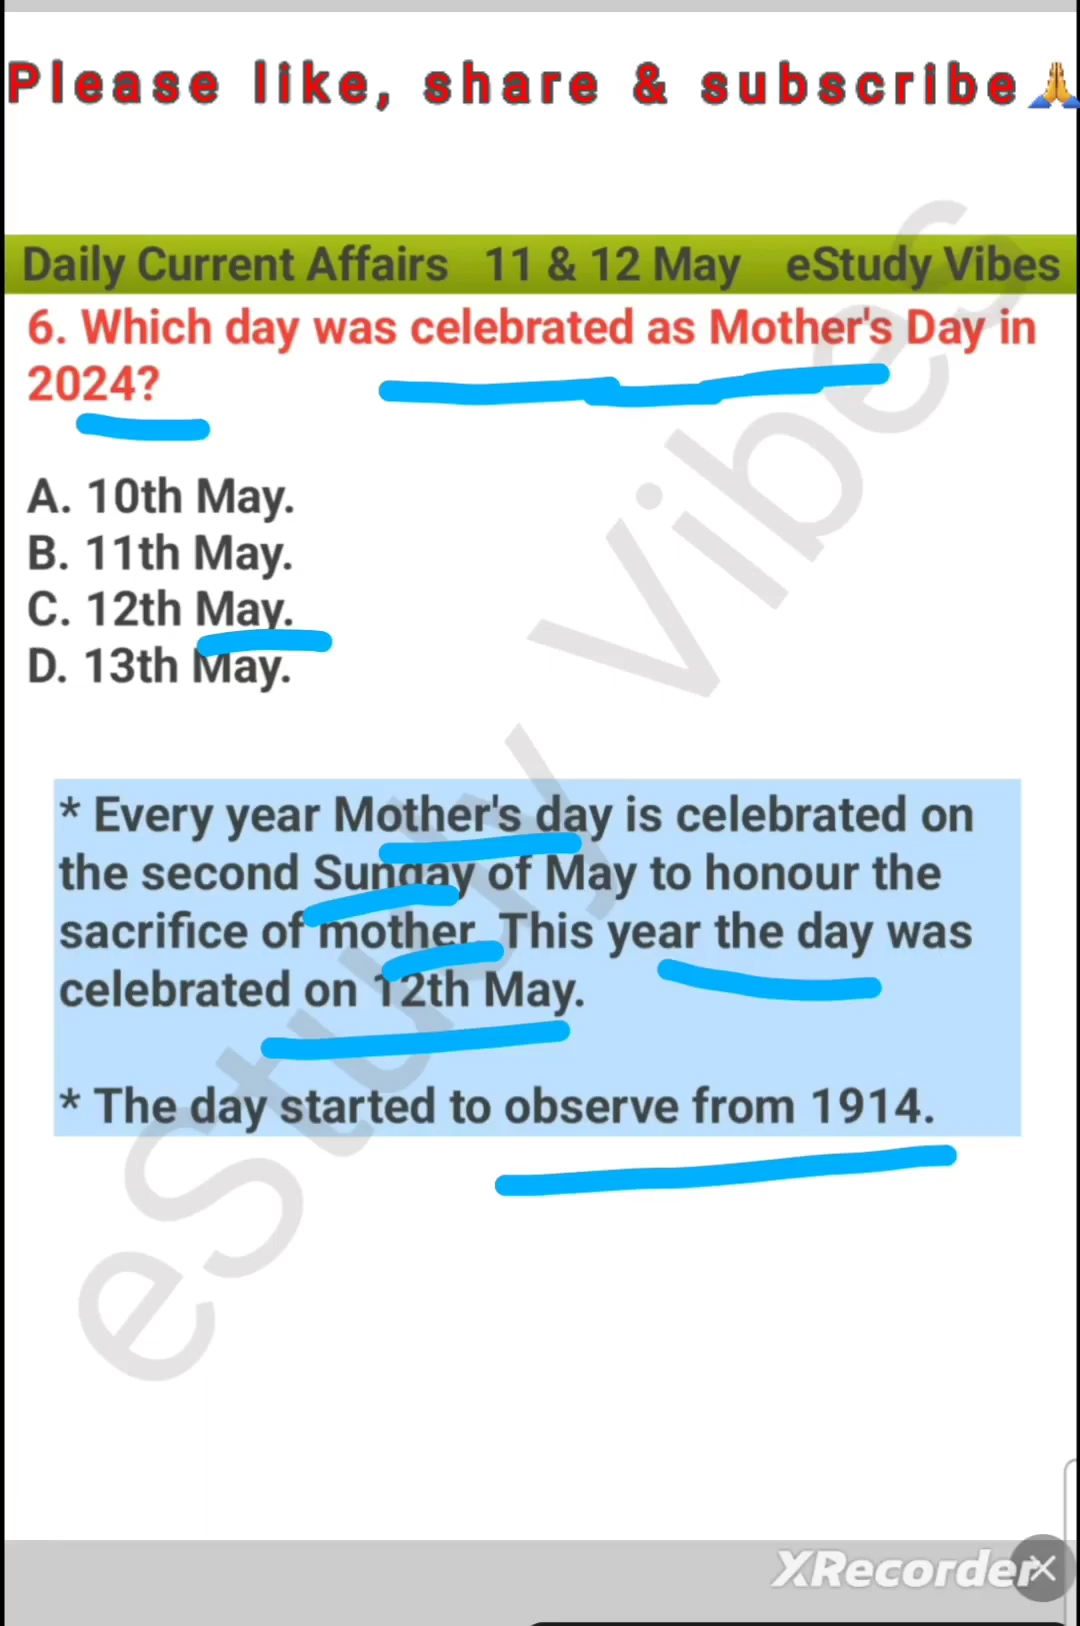 Please like, share & subscribe🙏
Daily Current Affairs 11 & 12 May eStudy Vibes
6. Which day was celebrated as Mother's Day in
2024?
A. 10th May.
B. 11th May.
C. 12th May.
D. 13th May.
* Every year Mother's day is celebrated on
the second Sunday of May to honour the
sacrifice of mother. This year the day was
celebrated on 12th May.
* The day started to observe from 1914.
eStudy Vibes
XRecorder